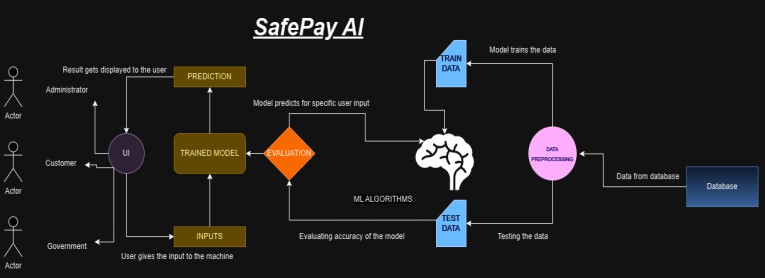 SafePay AI
TRAIN
DATA
Model trains the data
Result gets displayed to the user
PREDICTION
Administrator
Actor
Model predicts for specific user input
UI
TRAINED MODEL
EVALUATION
DATA
PREPROCESSING
Customer
Actor
Data from database
Database
ML ALGORITHMS
TEST
DATA
INPUTS
Evaluating accuracy of the model
Testing the data
Government
User gives the input to the machine
Actor